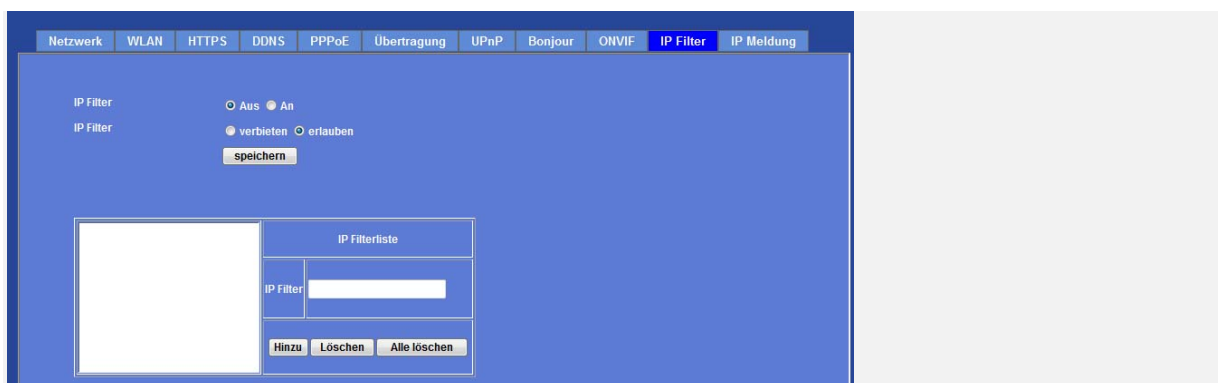 Netzwerk WLAN HTTPS DDNS PPPoE Übertragung UPnP Bonjour ONVIF IP Filter IP Meldung
IP Filter Aus An
IP Filter verbieten erlauben
speichern
IP Filterliste
IP Filter
Hinzu Löschen Alle löschen